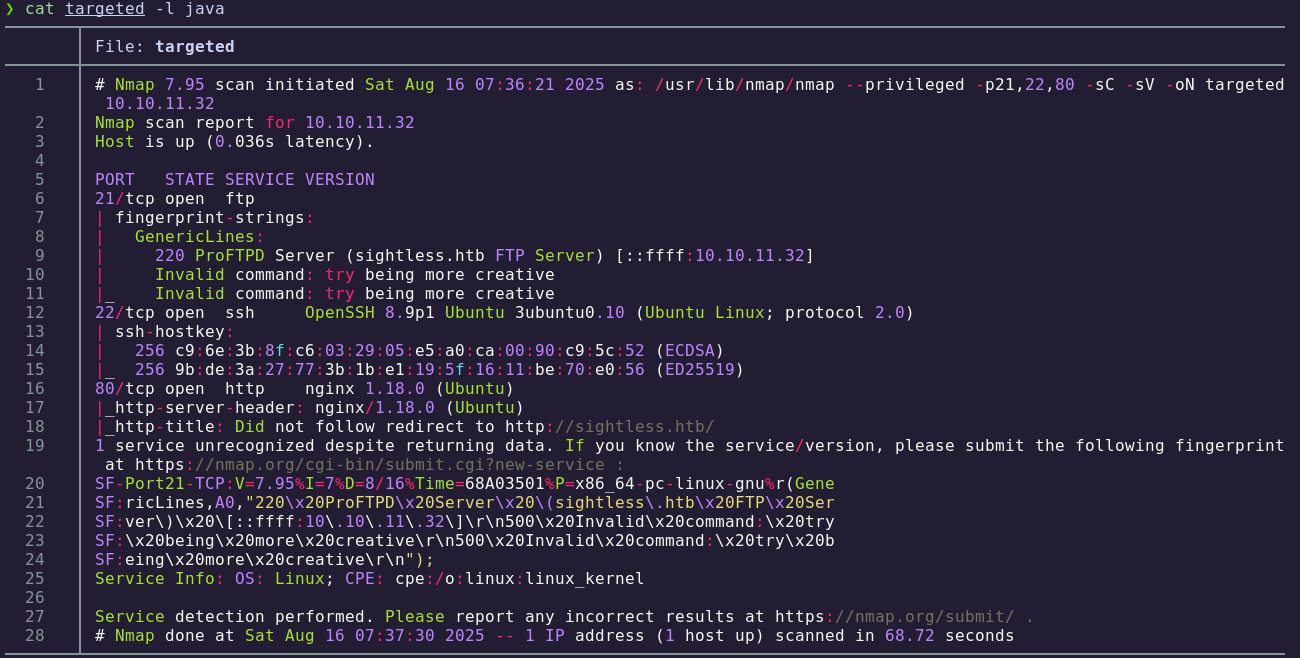 ❯ cat targeted -l java
File: targeted
1 # Nmap 7.95 scan initiated Sat Aug 16 07:36:21 2025 as: /usr/lib/nmap/nmap --privileged -p21,22,80 -sC -sV -oN targeted
10.10.11.32
2 Nmap scan report for 10.10.11.32
3 Host is up (0.036s latency).
4
5 PORT   STATE SERVICE VERSION
6 21/tcp open  ftp
7 | fingerprint-strings:
8 |   GenericLines:
9 |     220 ProFTPD Server (sightless.htb FTP Server) [::ffff:10.10.11.32]
10 |     Invalid command: try being more creative
11 |_    Invalid command: try being more creative
12 22/tcp open  ssh     OpenSSH 8.9p1 Ubuntu 3ubuntu0.10 (Ubuntu Linux; protocol 2.0)
13 | ssh-hostkey:
14 |   256 c9:6e:3b:8f:c6:03:29:05:e5:a0:ca:00:90:c9:5c:52 (ECDSA)
15 |_  256 9b:de:3a:27:77:3b:1b:e1:19:5f:16:11:be:70:e0:56 (ED25519)
16 80/tcp open  http    nginx 1.18.0 (Ubuntu)
17 |_http-server-header: nginx/1.18.0 (Ubuntu)
18 |_http-title: Did not follow redirect to http://sightless.htb/
19 1 service unrecognized despite returning data. If you know the service/version, please submit the following fingerprint
at https://nmap.org/cgi-bin/submit.cgi?new-service :
20 SF-Port21-TCP:V=7.95%I=7%D=8/16%Time=68A03501%P=x86_64-pc-linux-gnu%r(Gene
21 SF:ricLines,A0,"220\x20ProFTPD\x20Server\x20\(sightless\.htb\x20FTP\x20Ser
22 SF:ver\)\x20\[::ffff:10\.10\.11\.32\]\r\n500\x20Invalid\x20command:\x20try
23 SF:\x20being\x20more\x20creative\r\n500\x20Invalid\x20command:\x20try\x20b
24 SF:eing\x20more\x20creative\r\n");
25 Service Info: OS: Linux; CPE: cpe:/o:linux:linux_kernel
26
27 Service detection performed. Please report any incorrect results at https://nmap.org/submit/ .
28 # Nmap done at Sat Aug 16 07:37:30 2025 -- 1 IP address (1 host up) scanned in 68.72 seconds